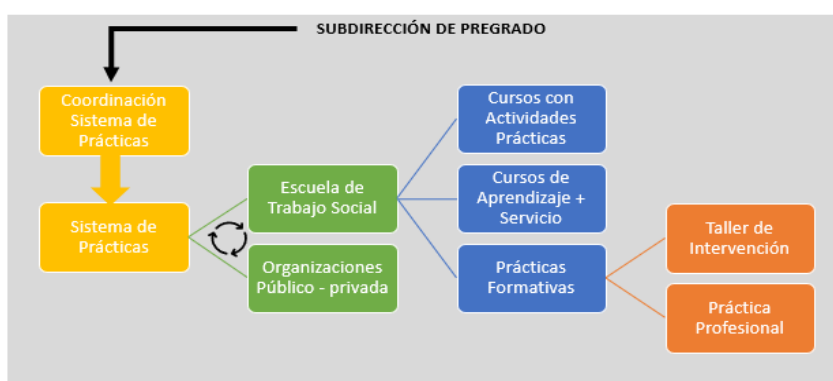 SUBDIRECCIÓN DE PREGRADO
Coordinación
Sistema de
Prácticas
Sistema de
Prácticas
Escuela de
Trabajo Social
Organizaciones
Público - privada
Cursos con
Actividades
Prácticas
Cursos de
Aprendizaje +
Servicio
Prácticas
Formativas
Taller de
Intervención
Práctica
Profesional